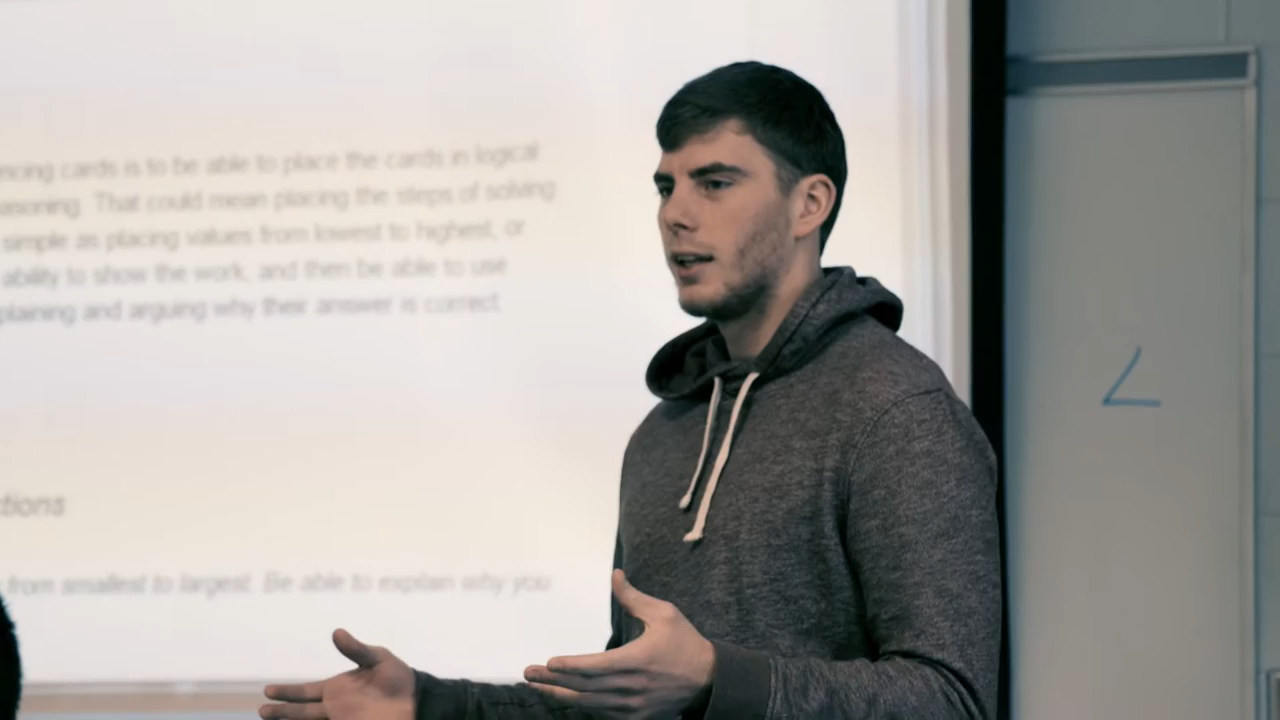 ncing cards is to be able to place the cards in logical
asoning. That could mean placing the steps of solving
simple as placing values from lowest to highest, or
ability to show the work, and then be able to use
plaining and arguing why their answer is correct.
ctions
from smallest to largest. Be able to explain why you